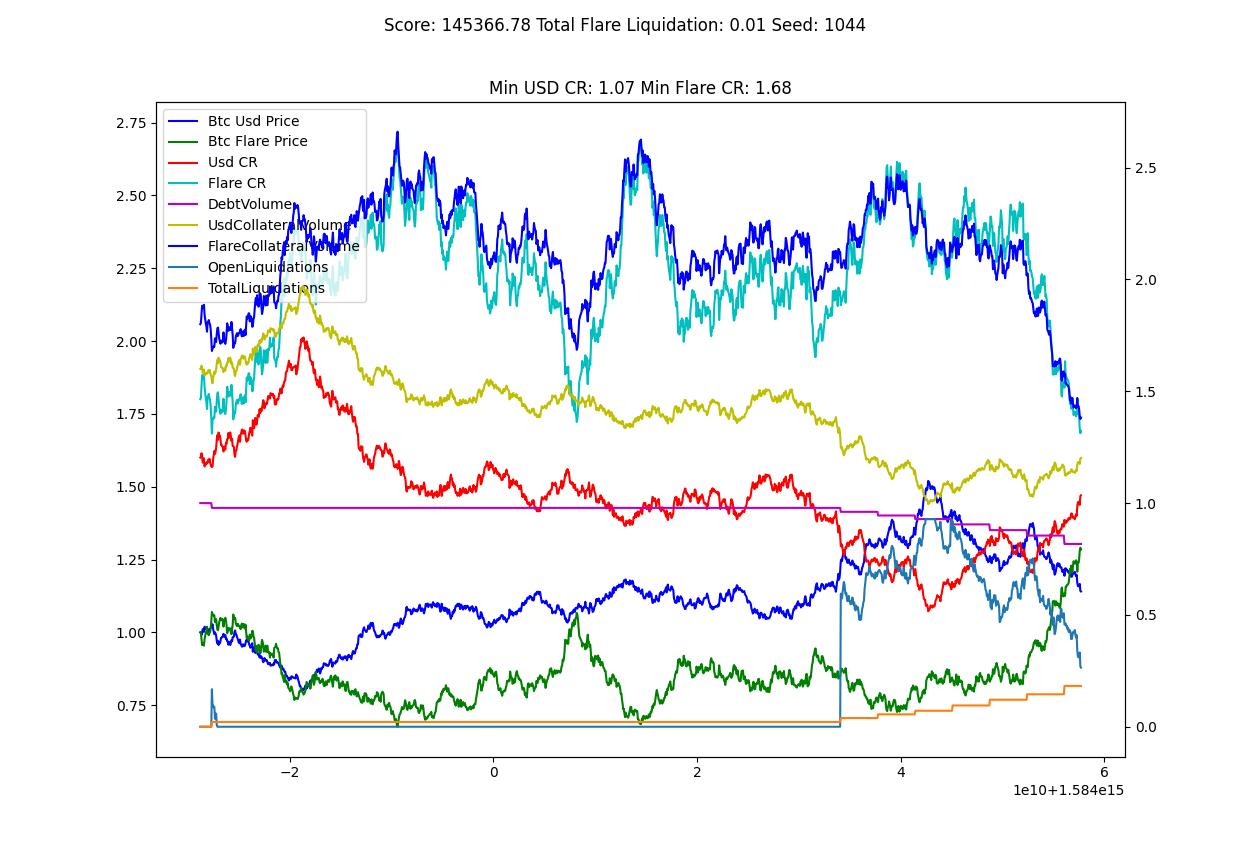 Score: 145366.78 Total Flare Liquidation: 0.01 Seed: 1044
Min USD CR: 1.07 Min Flare CR: 1.68
Btc Usd Price
Btc Flare Price
Usd CR
Flare CR
DebtVolume
UsdCollateralVolume
FlareCollateralVolume
OpenLiquidations
TotalLiquidations
2.75
2.50
2.25
2.00
1.75
1.50
1.25
1.00
0.75
2.5
2.0
1.5
1.0
0.5
0.0
−2
0
2
4
6
1e10+1.584e15